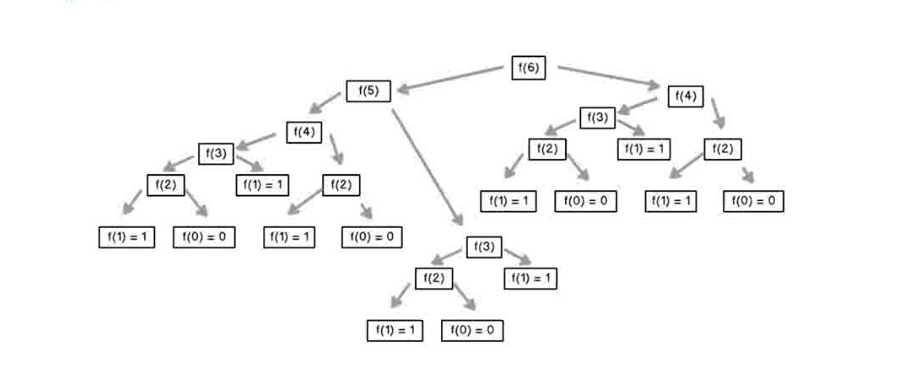 f(6)
f(5)
f(4)
f(4)
f(3)
f(3)
f(2)
f(1) = 1
f(2)
f(2)
f(1) = 1
f(2)
f(1) = 1
f(0) = 0
f(1) = 1
f(0) = 0
f(1) = 1
f(0) = 0
f(1) = 1
f(0) = 0
f(3)
f(2)
f(1) = 1
f(1) = 1
f(0) = 0